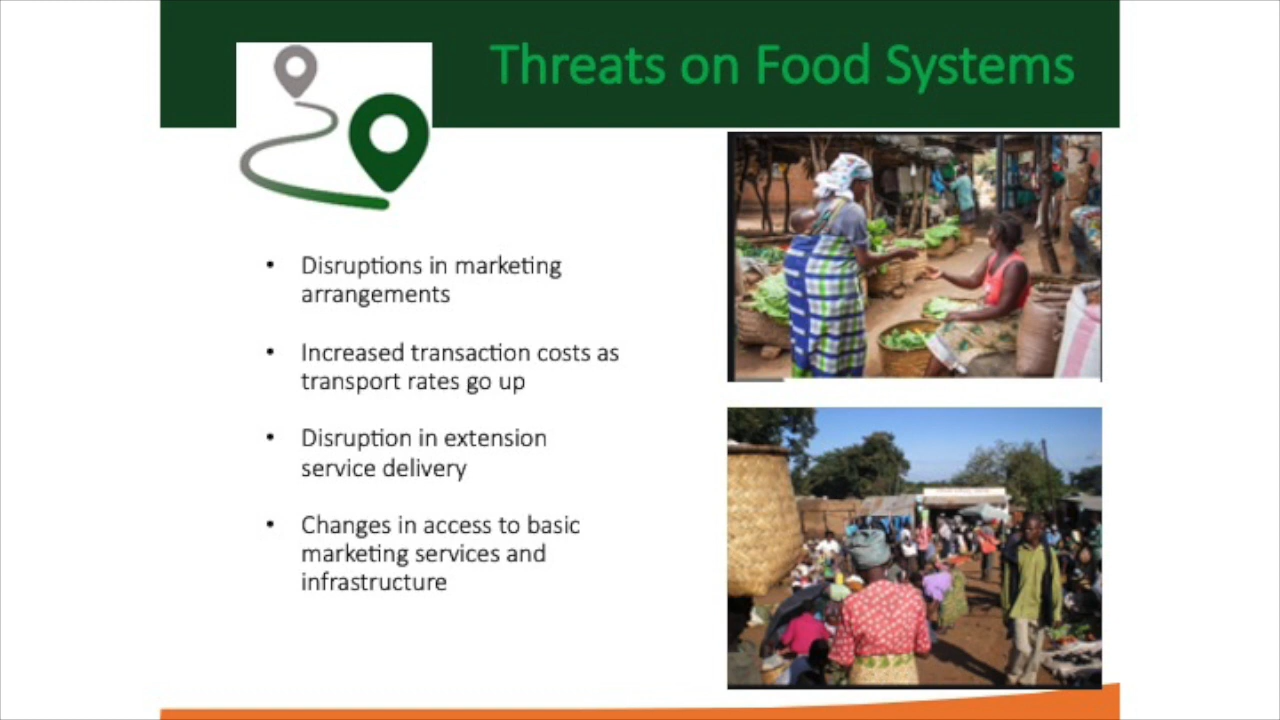 Threats on Food Systems
• Disruptions in marketing
arrangements
• Increased transaction costs as
transport rates go up
• Disruption in extension
service delivery
• Changes in access to basic
marketing services and
infrastructure